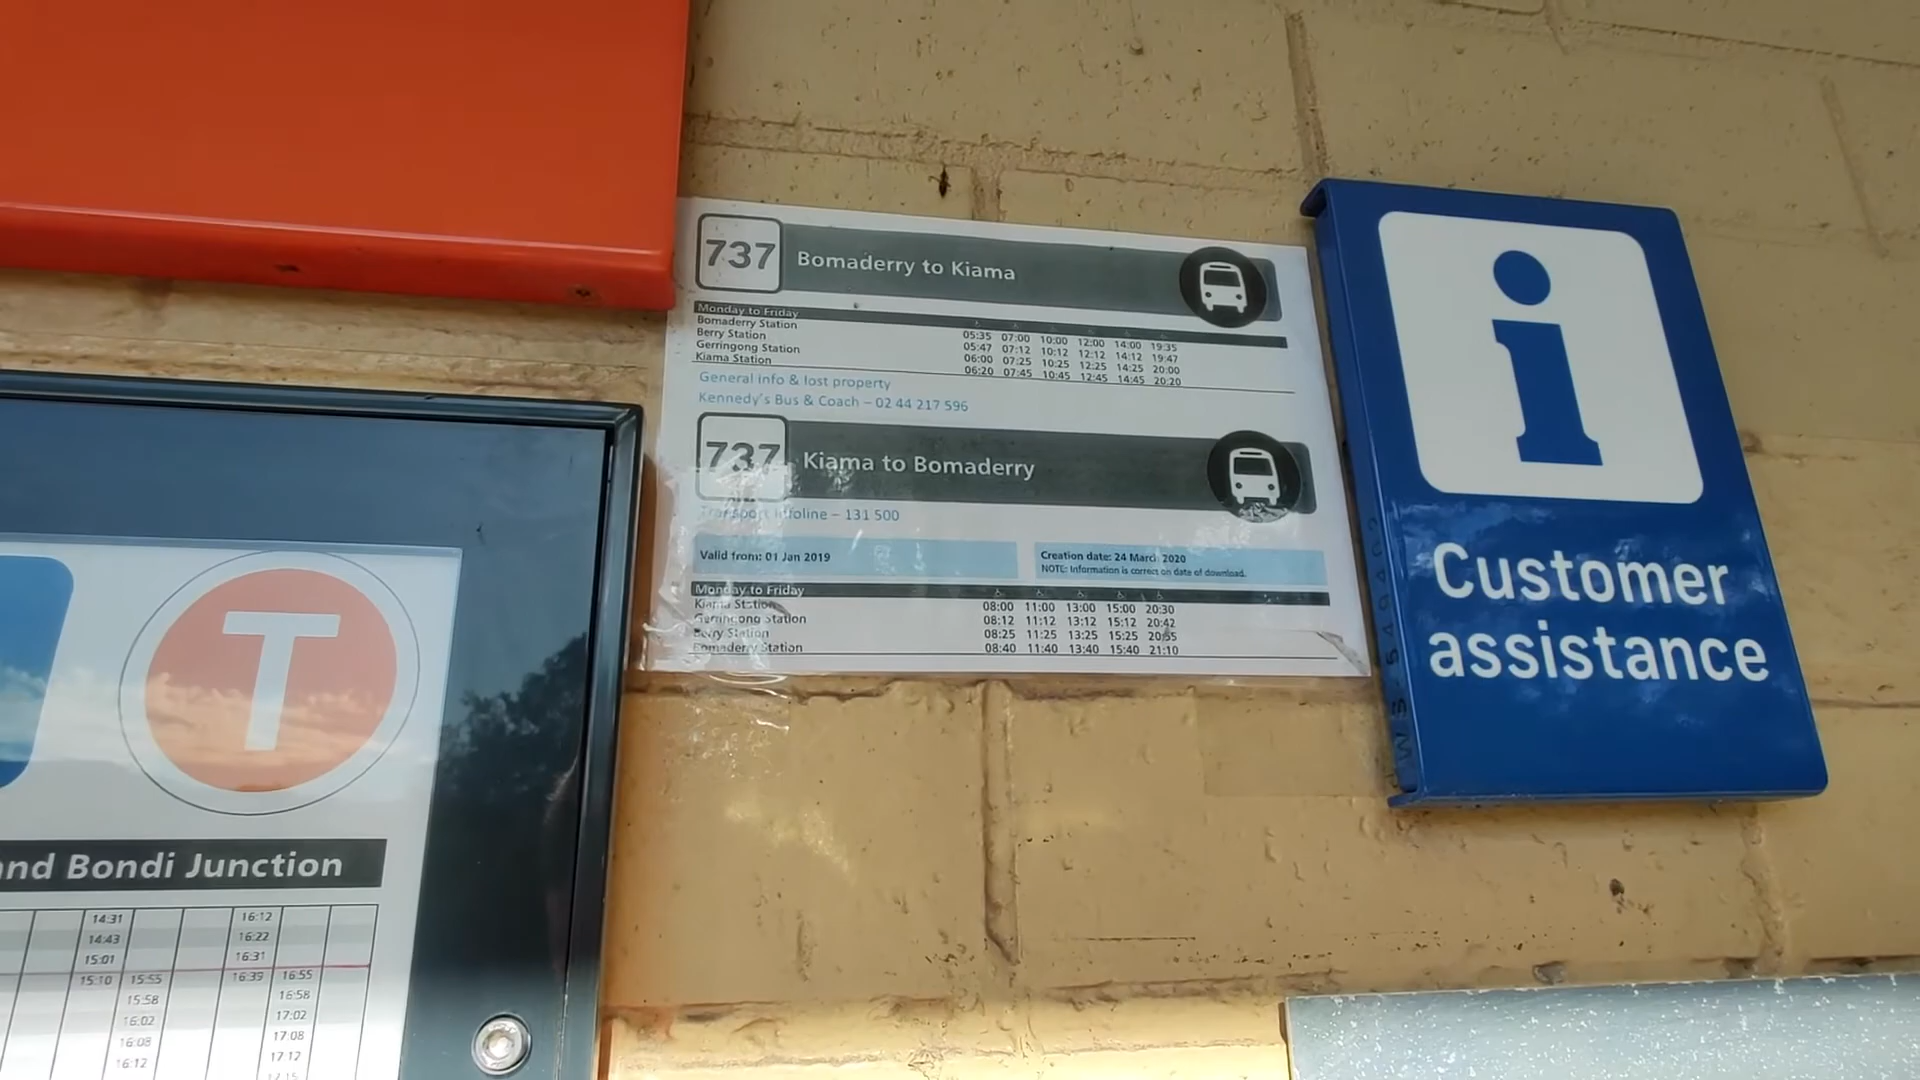 737
Bomaderry to Kiama
Monday to Friday
Bomaderry Station 05:35 07:00 10:00 12:00 14:00 19:35
Berry Station 05:47 07:12 10:12 12:12 14:12 19:47
Gerringong Station 06:00 07:25 10:25 12:25 14:25 20:00
Kiama Station 06:20 07:45 10:45 12:45 14:45 20:20
General info & lost property
Kennedy's Bus & Coach – 02 44 217 596
737
Kiama to Bomaderry
Transport Infoline – 131 500
Valid from: 01 Jan 2019
Creation date: 24 March 2020
NOTE: Information is correct on date of download.
Monday to Friday
Kiama Station 08:00 11:00 13:00 15:00 20:30
Gerringong Station 08:12 11:12 13:12 15:12 20:42
Berry Station 08:25 11:25 13:25 15:25 20:55
Bomaderry Station 08:40 11:40 13:40 15:40 21:10
i
Customer
assistance
T
and Bondi Junction
14:31 16:12
14:43 16:22
15:01 16:31
15:10 15:55 16:39 16:55
15:58 16:58
16:02 17:02
16:08 17:08
16:12 17:12
17:15